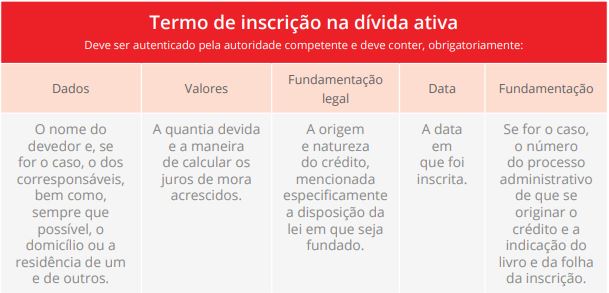 Termo de inscrição na dívida ativa
Deve ser autenticado pela autoridade competente e deve conter, obrigatoriamente:
Dados
Valores
Fundamentação
legal
Data
Fundamentação
O nome do
devedor e, se
for o caso, o dos
corresponsáveis,
bem como,
sempre que
possível, o
domicílio ou a
residência de um
e de outros.
A quantia devida
e a maneira
de calcular os
juros de mora
acrescidos.
A origem
e natureza
do crédito,
mencionada
especificamente
a disposição da
lei em que seja
fundado.
A data
em
que foi
inscrita.
Se for o caso,
o número
do processo
administrativo
de que se
originar o
crédito e a
indicação do
livro e da folha
da inscrição.